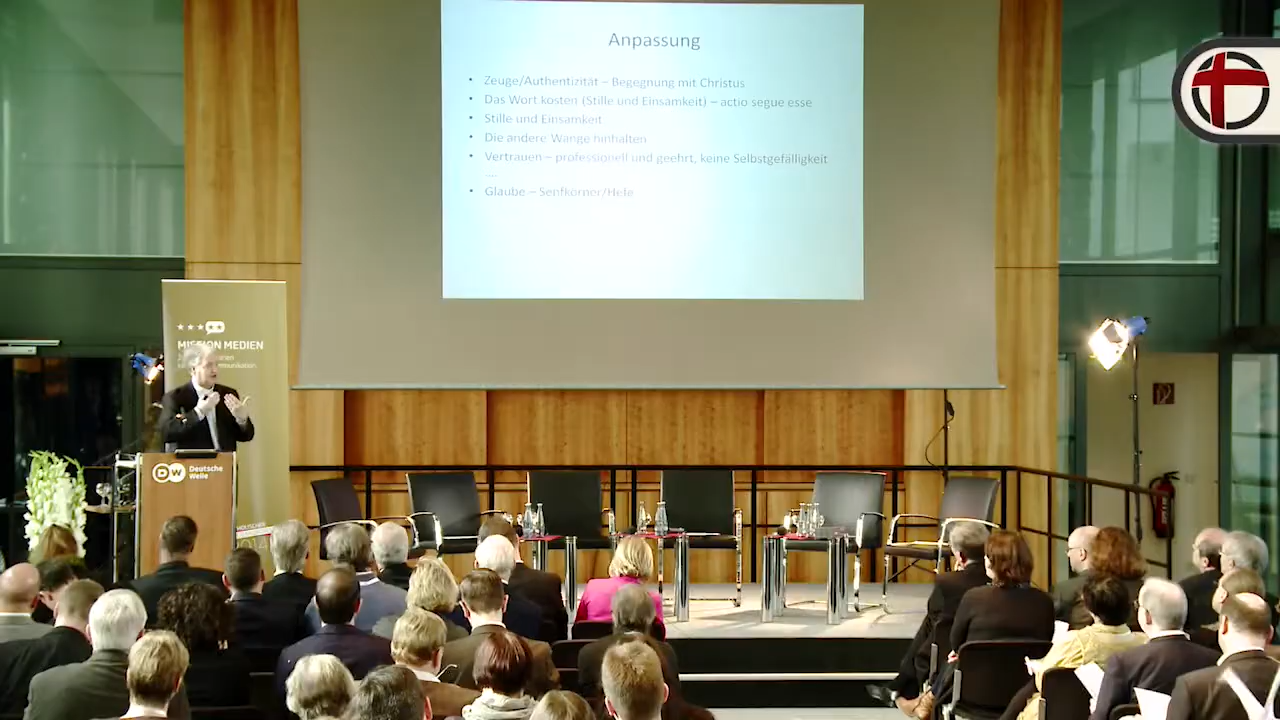 Anpassung
• Zeuge/Authentizität – Begegnung mit Christus
• Das Wort kosten (Stille und Einsamkeit) – actio segue esse
• Stille und Einsamkeit
• Die andere Wange hinhalten
• Vertrauen – professionell und geehrt, keine Selbstgefälligkeit
....
• Glaube – Senfkörner/Hefe
MISSION MEDIEN
DW Deutsche
Welle